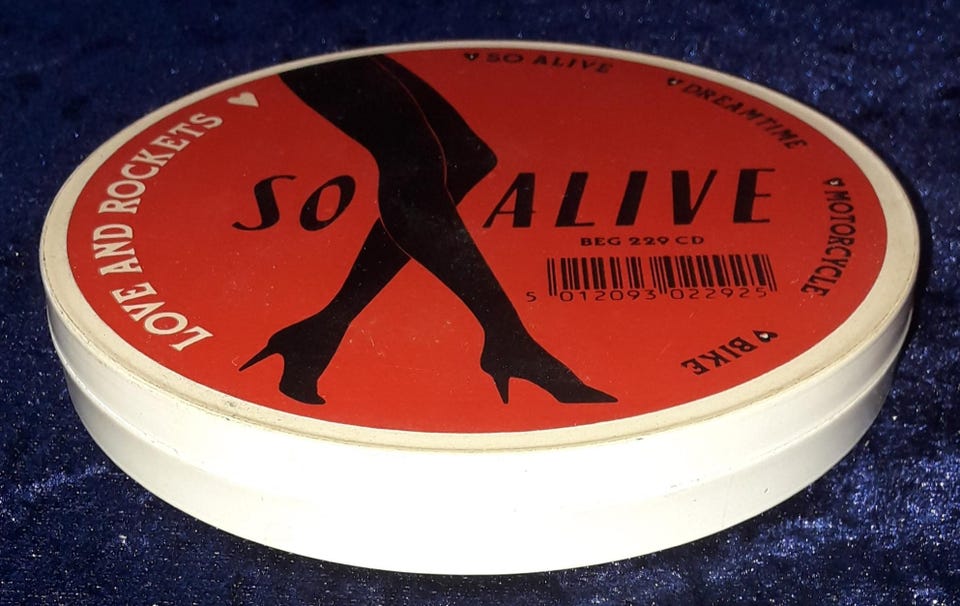 LOVE AND ROCKETS
SO ALIVE
BEG 229 CD
5 012093 022925
SO ALIVE
DREAMTIME
MOTORCYCLE
BIKE